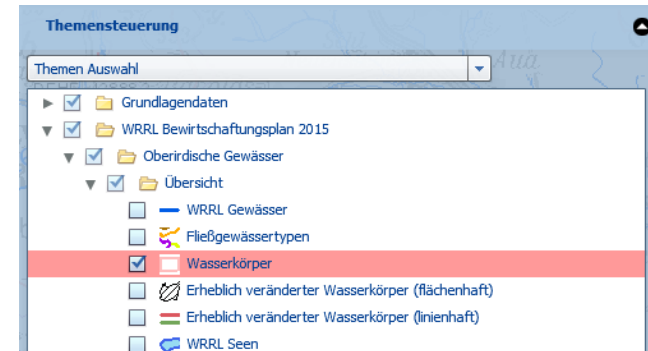 Themensteuerung
Themen Auswahl
Grundlagendaten
WRRL Bewirtschaftungsplan 2015
Oberirdische Gewässer
Übersicht
WRRL Gewässer
Fließgewässertypen
Wasserkörper
Erheblich veränderter Wasserkörper (flächenhaft)
Erheblich veränderter Wasserkörper (linienhaft)
WRRL Seen